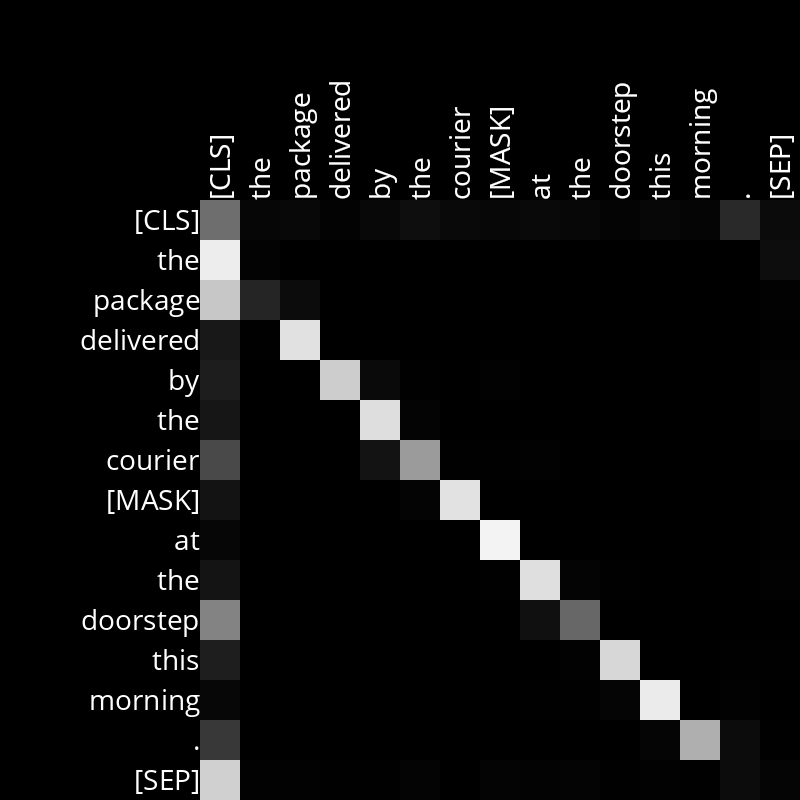 [CLS]
the
package
delivered
by
the
courier
[MASK]
at
the
doorstep
this
morning
.
[SEP]
[CLS]
the
package
delivered
by
the
courier
[MASK]
at
the
doorstep
this
morning
.
[SEP]